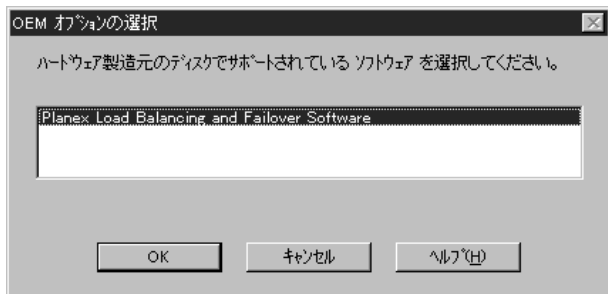 OEM ｵﾌﾟｼｮﾝの選択
ﾊｰﾄﾞｳｪｱ製造元のﾃﾞｨｽｸでｻﾎﾟｰﾄされている ｿﾌﾄｳｪｱ を選択してください。
Planex Load Balancing and Failover Software
OK
ｷｬﾝｾﾙ
ﾍﾙﾌﾟ(H)